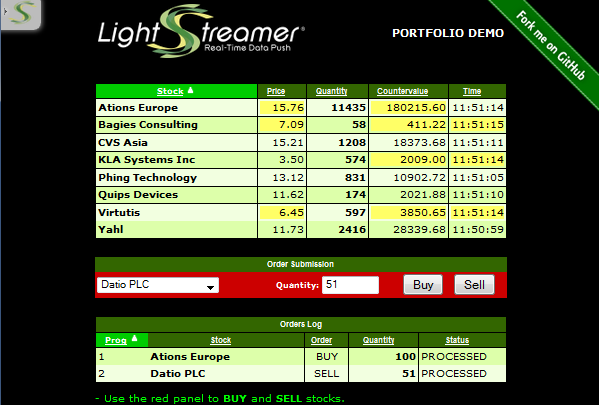 LightStreamer®
Real-Time Data Push
PORTFOLIO DEMO
Fork me on GitHub
Stock Price Quantity Countervalue Time
Ations Europe 15.76 11435 180215.60 11:51:14
Bagies Consulting 7.09 58 411.22 11:51:15
CVS Asia 15.21 1208 18373.68 11:51:11
KLA Systems Inc 3.50 574 2009.00 11:51:14
Phing Technology 13.12 831 10902.72 11:51:05
Quips Devices 11.62 174 2021.88 11:51:10
Virtutis 6.45 597 3850.65 11:51:14
Yahl 11.73 2416 28339.68 11:50:59
Order Submission
Datio PLC Quantity: 51 Buy Sell
Orders Log
Prog Stock Order Quantity Status
1 Ations Europe BUY 100 PROCESSED
2 Datio PLC SELL 51 PROCESSED
- Use the red panel to BUY and SELL stocks.